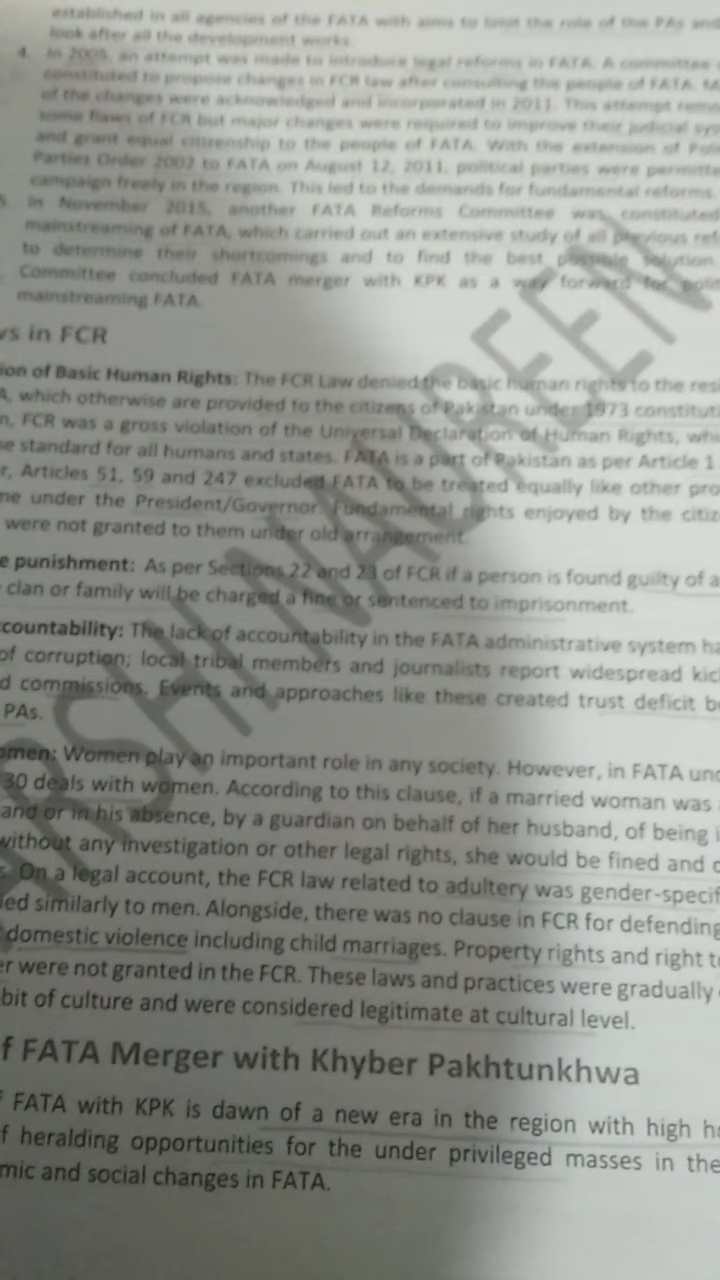 established in all agencies of the FATA with aims to limit the role of the PAs and
look after all the development works.
4. In 2005, an attempt was made to introduce legal reforms in FATA. A committee
constituted to propose changes in FCR law after consulting the people of FATA. M
of the changes were acknowledged and incorporated in 2011. This attempt rem
some flaws of FCR but major changes were required to improve their judicial sys
and grant equal citizenship to the people of FATA. With the extension of Poli
Parties Order 2002 to FATA on August 12, 2011, political parties were permitte
campaign freely in the region. This led to the demands for fundamental reforms.
5. In November 2015, another FATA Reforms Committee was constituted
mainstreaming of FATA, which carried out an extensive study of all previous ref
to determine their shortcomings and to find the best possible solution.
Committee concluded FATA merger with KPK as a way forward for polit
mainstreaming FATA.
ws in FCR
ion of Basic Human Rights: The FCR Law denied the basic human rights to the resi
A, which otherwise are provided to the citizens of Pakistan under 1973 constituti
n, FCR was a gross violation of the Universal Declaration of Human Rights, whi
he standard for all humans and states. FATA is a part of Pakistan as per Article 1
r, Articles 51, 59 and 247 excluded FATA to be treated equally like other pro
me under the President/Governor. Fundamental rights enjoyed by the citiz
were not granted to them under old arrangement.
e punishment: As per Sections 22 and 23 of FCR if a person is found guilty of a
clan or family will be charged a fine or sentenced to imprisonment.
ccountability: The lack of accountability in the FATA administrative system ha
of corruption; local tribal members and journalists report widespread kick
d commissions. Events and approaches like these created trust deficit be
PAs.
omen: Women play an important role in any society. However, in FATA und
30 deals with women. According to this clause, if a married woman was
and or in his absence, by a guardian on behalf of her husband, of being i
without any investigation or other legal rights, she would be fined and
s. On a legal account, the FCR law related to adultery was gender-specif
ied similarly to men. Alongside, there was no clause in FCR for defending
domestic violence including child marriages. Property rights and right t
er were not granted in the FCR. These laws and practices were gradually
bit of culture and were considered legitimate at cultural level.
f FATA Merger with Khyber Pakhtunkhwa
f FATA with KPK is dawn of a new era in the region with high ho
f heralding opportunities for the under privileged masses in the
mic and social changes in FATA.
ARSHI NAUREEN